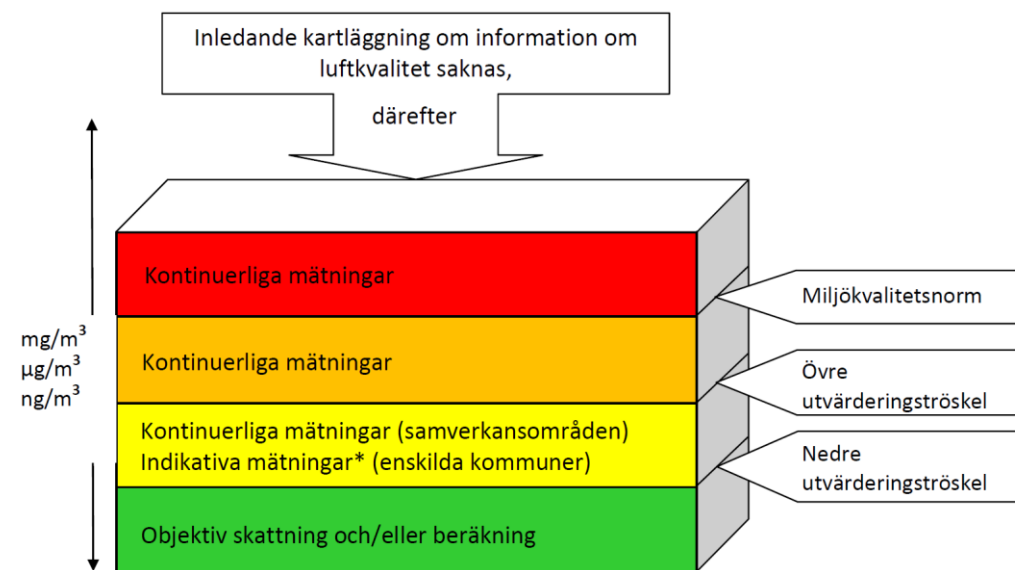 Inledande kartläggning om information om
luftkvalitet saknas,
därefter
Kontinuerliga mätningar
Miljökvalitetsnorm
mg/m³
µg/m³
ng/m³
Kontinuerliga mätningar
Övre
utvärderingströskel
Kontinuerliga mätningar (samverkansområden)
Indikativa mätningar* (enskilda kommuner)
Nedre
utvärderingströskel
Objektiv skattning och/eller beräkning